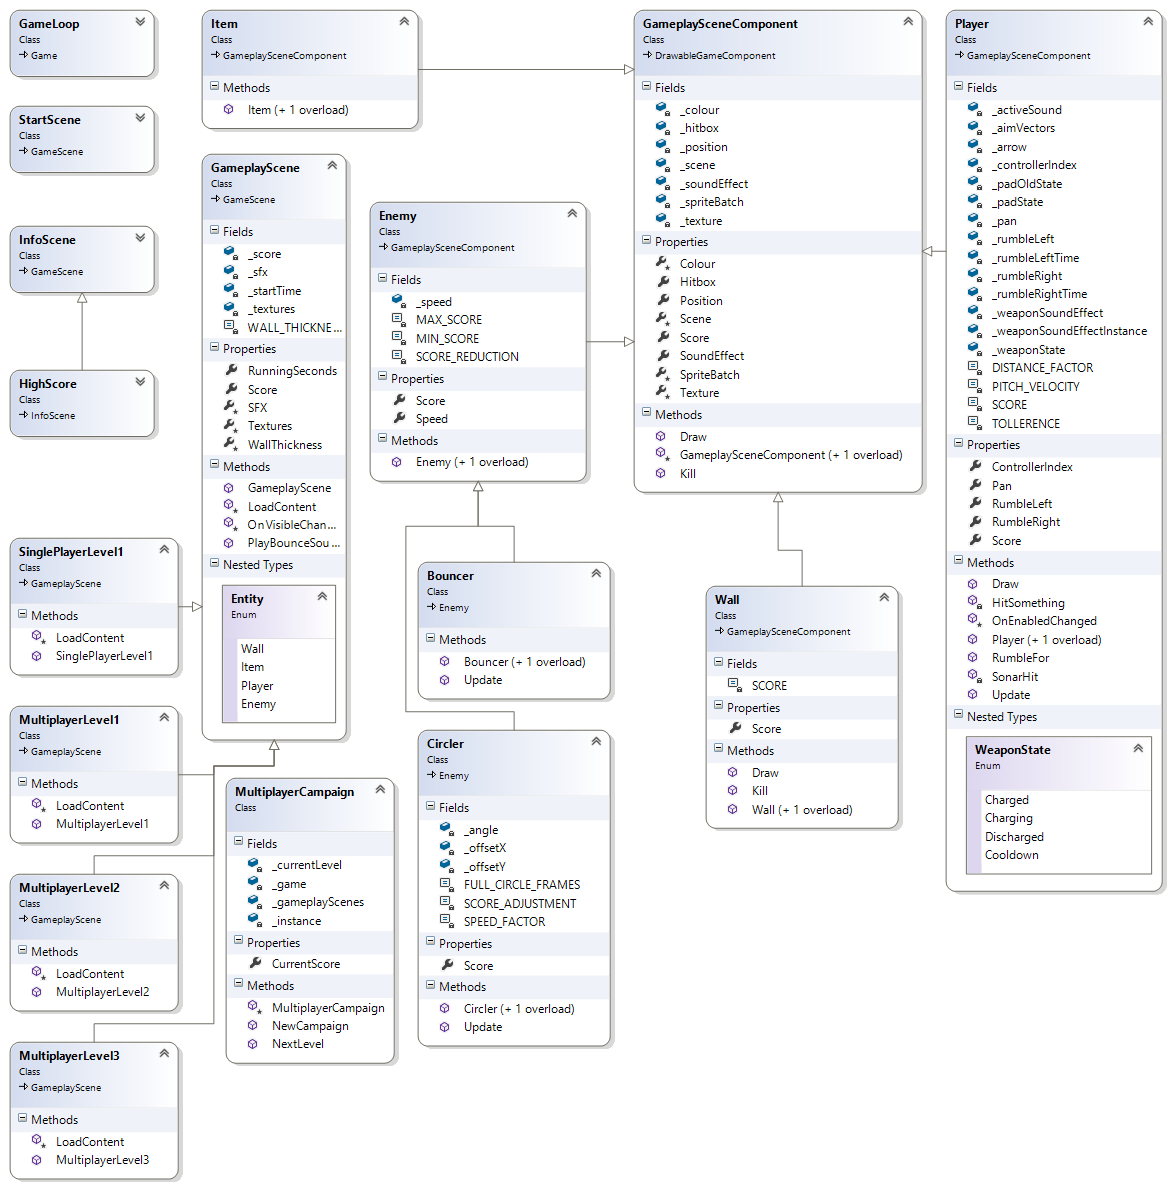 GameLoop
Class
Game
StartScene
Class
GameScene
InfoScene
Class
GameScene
HighScore
Class
InfoScene
SinglePlayerLevel1
Class
GameplayScene
Methods
LoadContent
SinglePlayerLevel1
MultiplayerLevel1
Class
GameplayScene
Methods
LoadContent
MultiplayerLevel1
MultiplayerLevel2
Class
GameplayScene
Methods
LoadContent
MultiplayerLevel2
MultiplayerLevel3
Class
GameplayScene
Methods
LoadContent
MultiplayerLevel3
Item
Class
GameplaySceneComponent
Methods
Item (+ 1 overload)
GameplayScene
Class
GameScene
Fields
_score
_sfx
_startTime
_textures
WALL_THICKNE...
Properties
RunningSeconds
Score
SFX
Textures
WallThickness
Methods
GameplayScene
LoadContent
OnVisibleChan...
PlayBounceSou...
Nested Types
Entity
Enum
Wall
Item
Player
Enemy
MultiplayerCampaign
Class
Fields
_currentLevel
_game
_gameplayScenes
_instance
Properties
CurrentScore
Methods
MultiplayerCampaign
NewCampaign
NextLevel
Enemy
Class
GameplaySceneComponent
Fields
_speed
MAX_SCORE
MIN_SCORE
SCORE_REDUCTION
Properties
Score
Speed
Methods
Enemy (+ 1 overload)
Bouncer
Class
Enemy
Methods
Bouncer (+ 1 overload)
Update
Circler
Class
Enemy
Fields
_angle
_offsetX
_offsetY
FULL_CIRCLE_FRAMES
SCORE_ADJUSTMENT
SPEED_FACTOR
Properties
Score
Methods
Circler (+ 1 overload)
Update
GameplaySceneComponent
Class
DrawableGameComponent
Fields
_colour
_hitbox
_position
_scene
_soundEffect
_spriteBatch
_texture
Properties
Colour
Hitbox
Position
Scene
Score
SoundEffect
SpriteBatch
Texture
Methods
Draw
GameplaySceneComponent (+ 1 overload)
Kill
Wall
Class
GameplaySceneComponent
Fields
SCORE
Properties
Score
Methods
Draw
Kill
Wall (+ 1 overload)
Player
Class
GameplaySceneComponent
Fields
_activeSound
_aimVectors
_arrow
_controllerIndex
_padOldState
_padState
_pan
_rumbleLeft
_rumbleLeftTime
_rumbleRight
_rumbleRightTime
_weaponSoundEffect
_weaponSoundEffectInstance
_weaponState
DISTANCE_FACTOR
PITCH_VELOCITY
SCORE
TOLLERENCE
Properties
ControllerIndex
Pan
RumbleLeft
RumbleRight
Score
Methods
Draw
HitSomething
OnEnabledChanged
Player (+ 1 overload)
RumbleFor
SonarHit
Update
Nested Types
WeaponState
Enum
Charged
Charging
Discharged
Cooldown